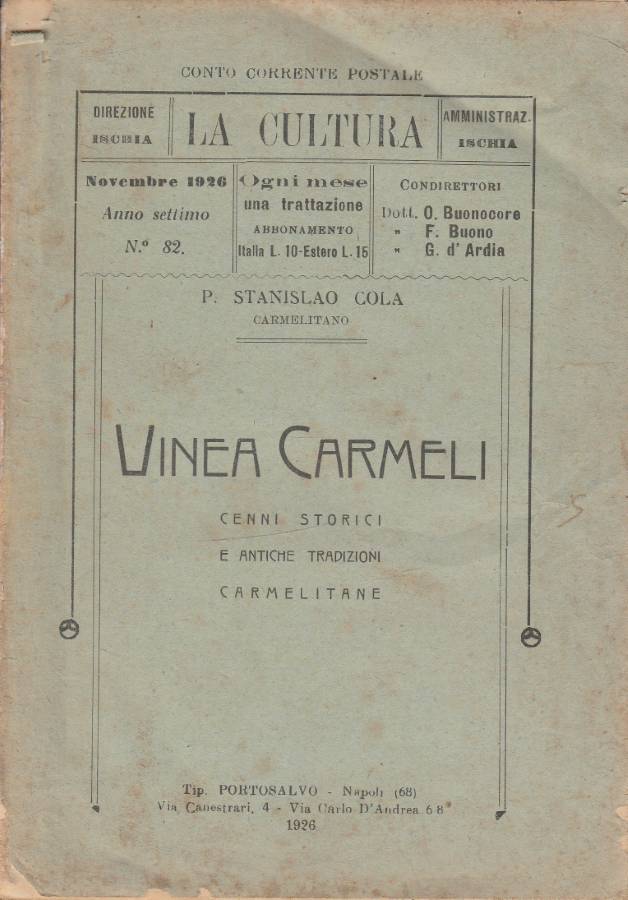 CONTO CORRENTE POSTALE
DIREZIONE
ISCHIA
LA CULTURA
AMMINISTRAZ.
ISCHIA
Novembre 1926
Anno settimo
N.º 82.
Ogni mese
una trattazione
ABBONAMENTO
Italia L. 10-Estero L. 15
CONDIRETTORI
Dott. O. Buonocore
" F. Buono
" G. d'Ardia
P. STANISLAO COLA
CARMELITANO
VINEA CARMELI
CENNI STORICI
E ANTICHE TRADIZIONI
CARMELITANE
Tip. PORTOSALVO - Napoli (68)
Via Canestrari, 4 - Via Carlo D'Andrea 6 8
1926